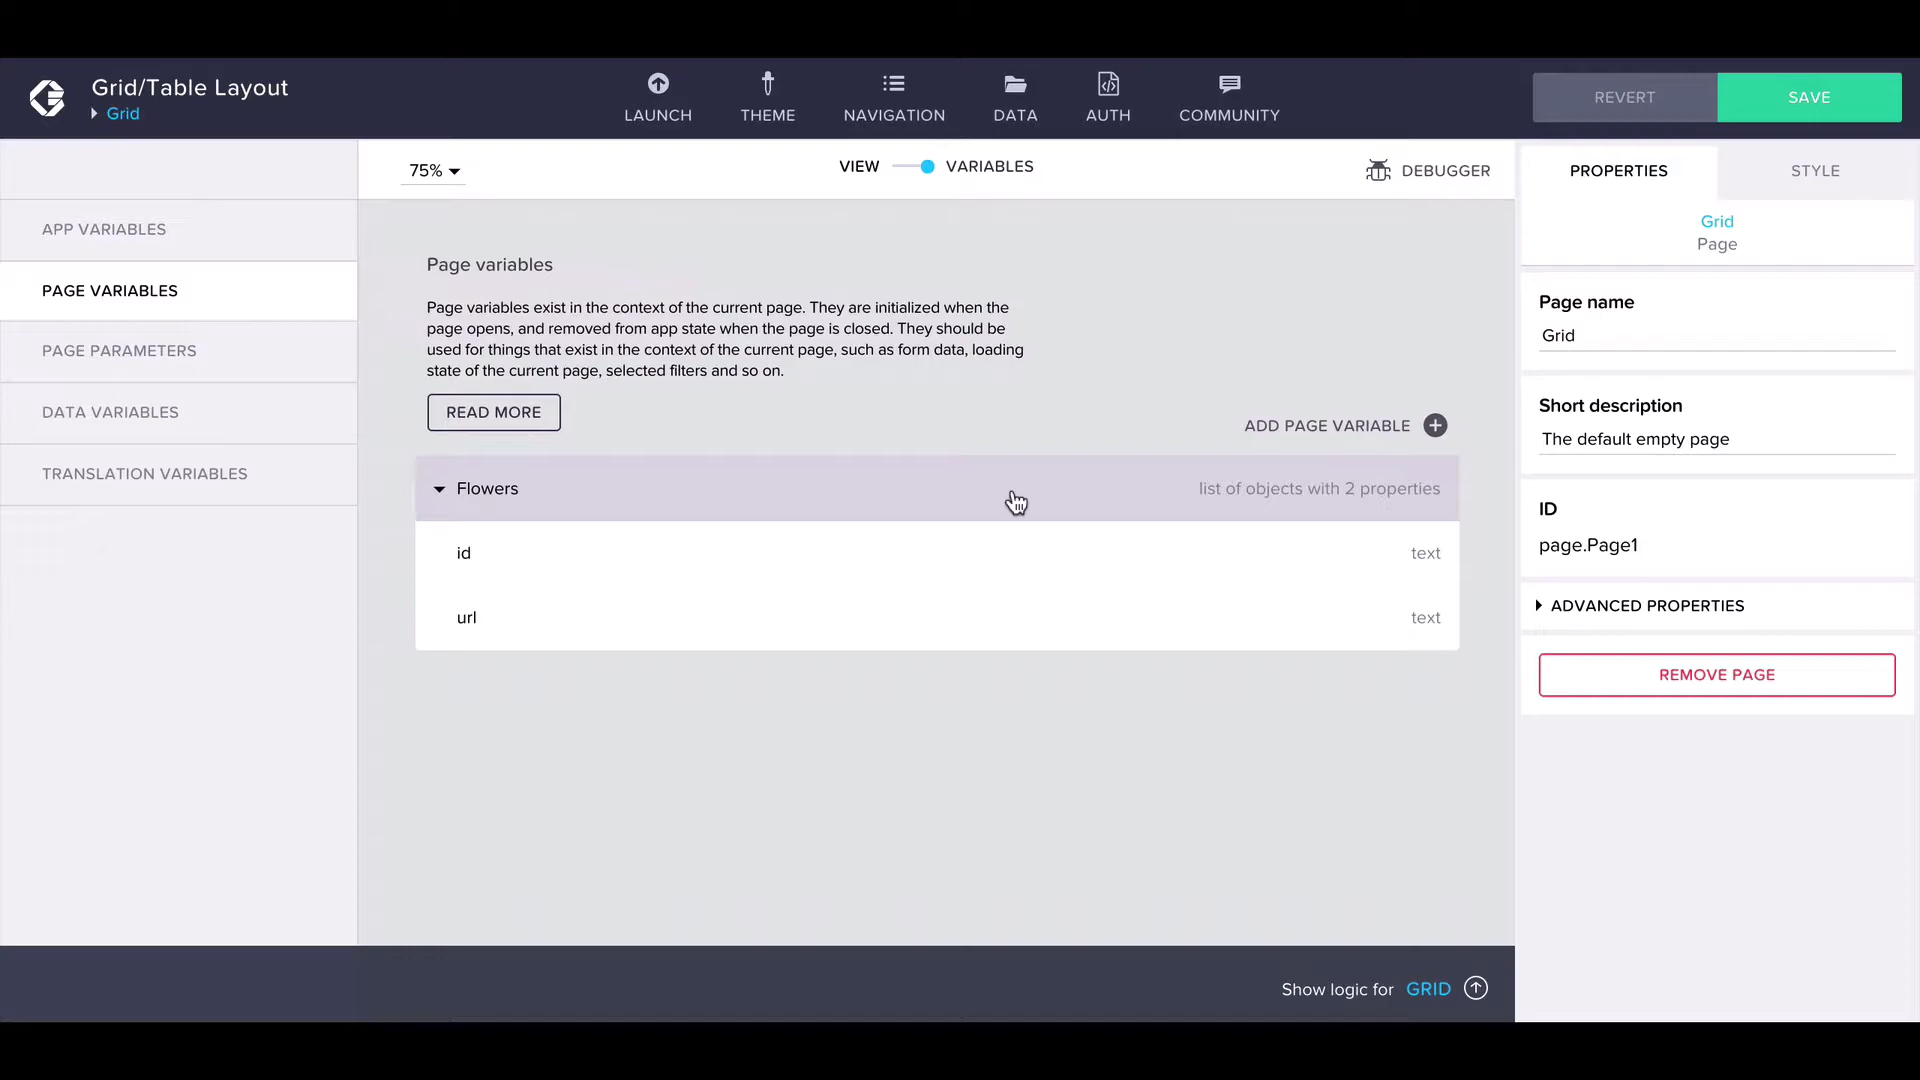 Grid/Table Layout
Grid
LAUNCH
THEME
NAVIGATION
DATA
AUTH
COMMUNITY
REVERT
SAVE
75%
VIEW
VARIABLES
DEBUGGER
PROPERTIES
STYLE
APP VARIABLES
PAGE VARIABLES
PAGE PARAMETERS
DATA VARIABLES
TRANSLATION VARIABLES
Page variables
Page variables exist in the context of the current page. They are initialized when the
page opens, and removed from app state when the page is closed. They should be
used for things that exist in the context of the current page, such as form data, loading
state of the current page, selected filters and so on.
READ MORE
ADD PAGE VARIABLE
Flowers
list of objects with 2 properties
id
text
url
text
Grid
Page
Page name
Grid
Short description
The default empty page
ID
page.Page1
ADVANCED PROPERTIES
REMOVE PAGE
Show logic for GRID